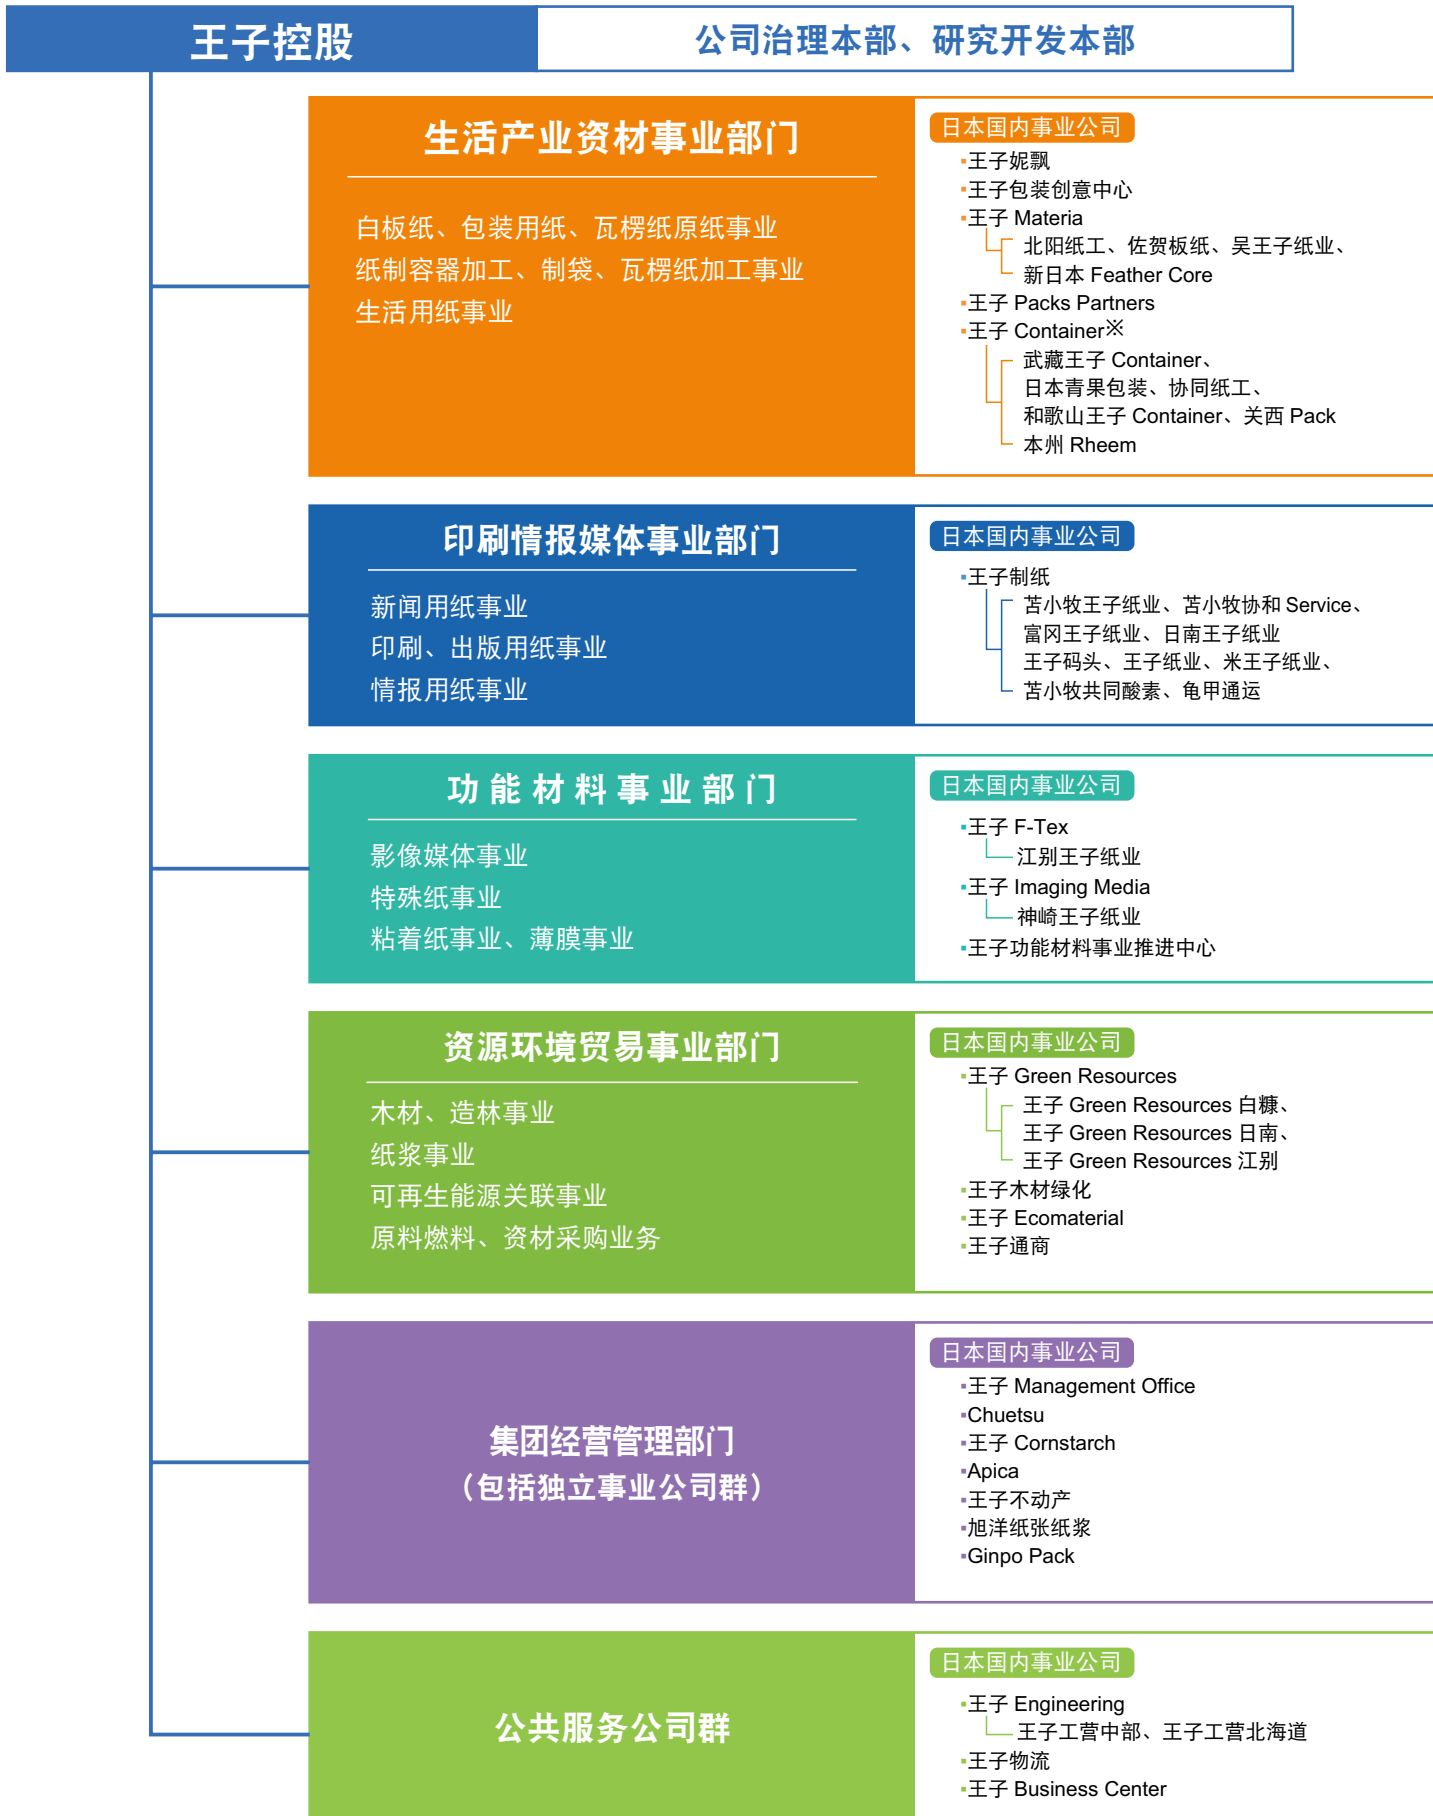 王子控股
公司治理本部、研究开发本部
生活产业资材事业部门
白板纸、包装用纸、瓦楞纸原纸事业
纸制容器加工、制袋、瓦楞纸加工事业
生活用纸事业
日本国内事业公司
▪王子妮飘
▪王子包装创意中心
▪王子 Materia
北阳纸工、佐贺板纸、吴王子纸业、
新日本 Feather Core
▪王子 Packs Partners
▪王子 Container※
武藏王子 Container、
日本青果包装、协同纸工、
和歌山王子 Container、关西 Pack
本州 Rheem
印刷情报媒体事业部门
新闻用纸事业
印刷、出版用纸事业
情报用纸事业
日本国内事业公司
▪王子制纸
苫小牧王子纸业、苫小牧协和 Service、
富冈王子纸业、日南王子纸业
王子码头、王子纸业、米王子纸业、
苫小牧共同酸素、龟甲通运
功能材料事业部门
影像媒体事业
特殊纸事业
粘着纸事业、薄膜事业
日本国内事业公司
▪王子 F-Tex
江别王子纸业
▪王子 Imaging Media
神崎王子纸业
▪王子功能材料事业推进中心
资源环境贸易事业部门
木材、造林事业
纸浆事业
可再生能源关联事业
原料燃料、资材采购业务
日本国内事业公司
▪王子 Green Resources
王子 Green Resources 白糠、
王子 Green Resources 日南、
王子 Green Resources 江别
▪王子木材绿化
▪王子 Ecomaterial
▪王子通商
集团经营管理部门
（包括独立事业公司群）
日本国内事业公司
▪王子 Management Office
▪Chuetsu
▪王子 Cornstarch
▪Apica
▪王子不动产
▪旭洋纸张纸浆
▪Ginpo Pack
公共服务公司群
日本国内事业公司
▪王子 Engineering
王子工营中部、王子工营北海道
▪王子物流
▪王子 Business Center